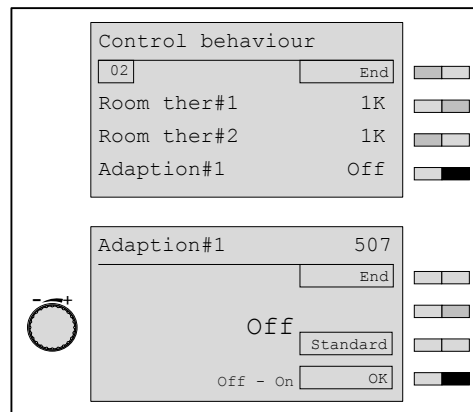 Control behaviour
02 End
Room ther#1 1K
Room ther#2 1K
Adaption#1 Off
Adaption#1 507
End
- +
Off
Standard
Off - On OK